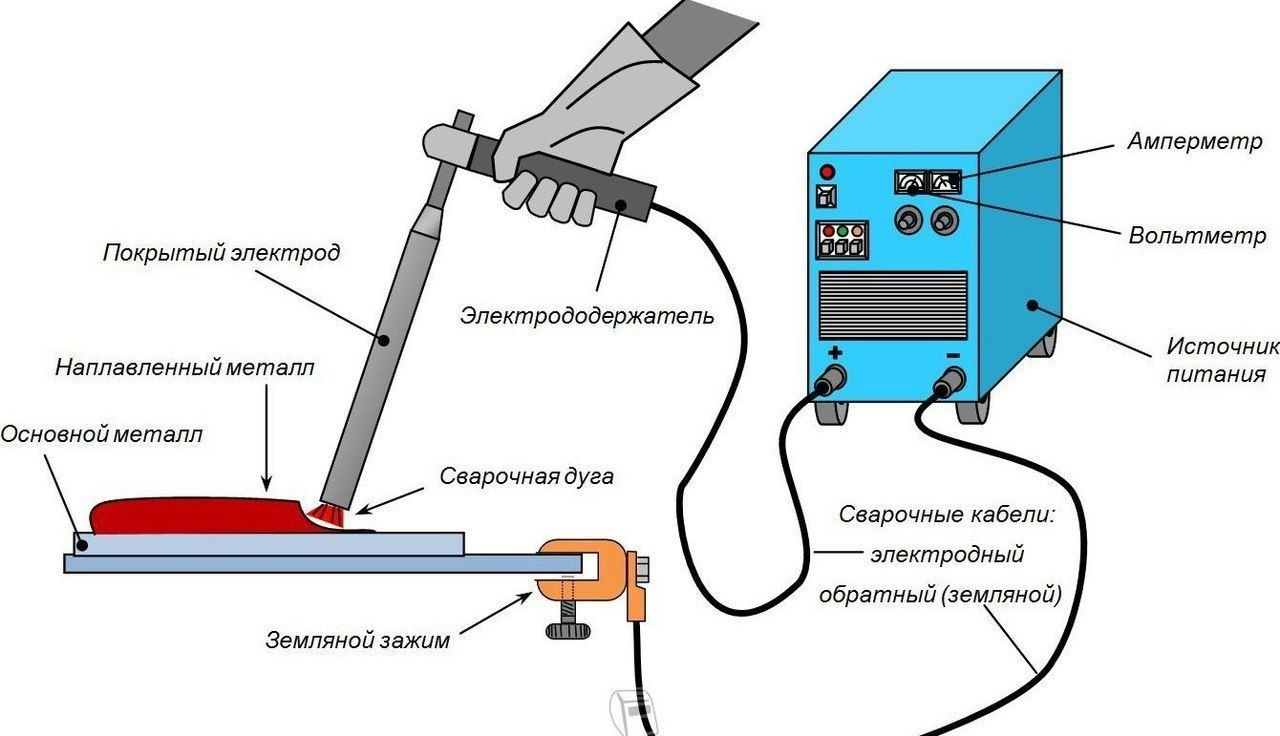 Амперметр
Вольтметр
Покрытый электрод
Электрододержатель
Источник
питания
+
–
Наплавленный металл
Основной металл
Сварочная дуга
Сварочные кабели:
электродный
обратный (земляной)
Земляной зажим